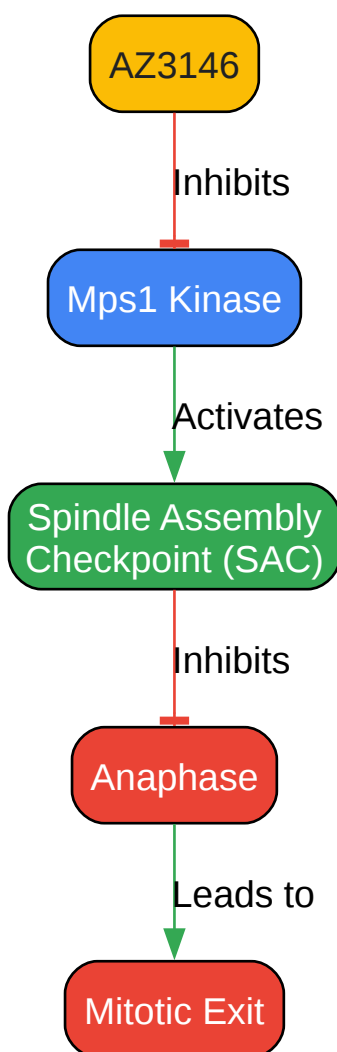 AZ3146
Inhibits
Mps1 Kinase
Activates
Spindle Assembly
Checkpoint (SAC)
Inhibits
Anaphase
Leads to
Mitotic Exit